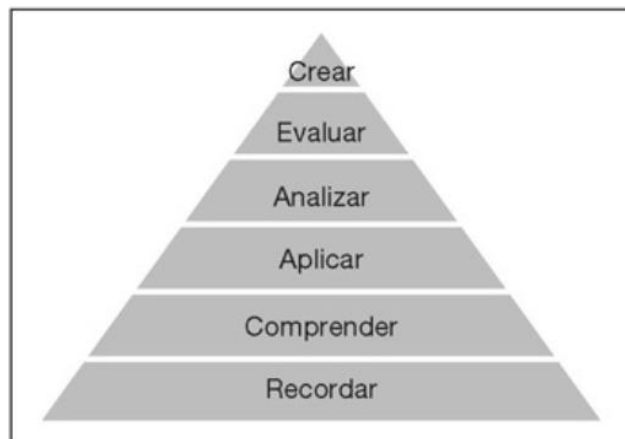 Crear
Evaluar
Analizar
Aplicar
Comprender
Recordar